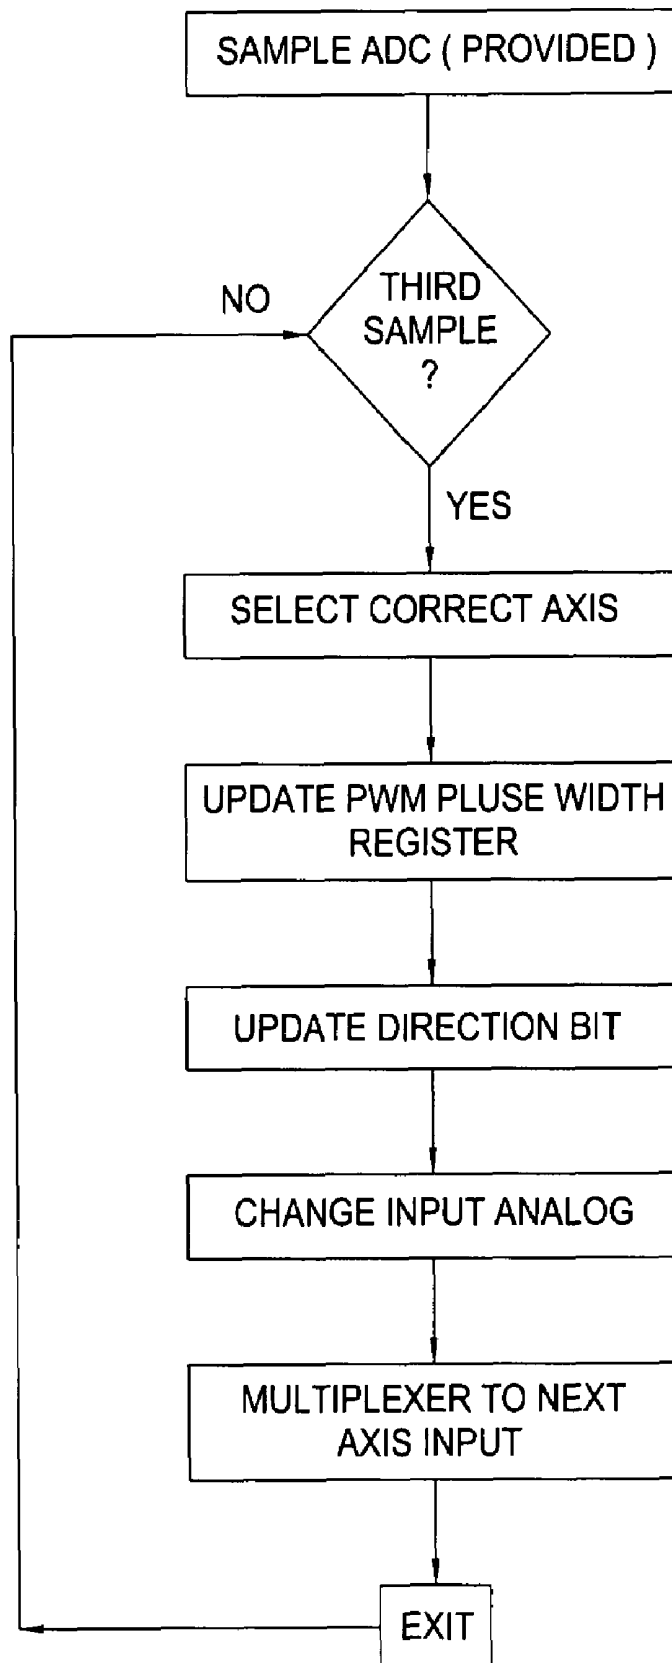 SAMPLE ADC ( PROVIDED )
THIRD
SAMPLE
?
NO
YES
SELECT CORRECT AXIS
UPDATE PWM PLUSE WIDTH
REGISTER
UPDATE DIRECTION BIT
CHANGE INPUT ANALOG
MULTIPLEXER TO NEXT
AXIS INPUT
EXIT